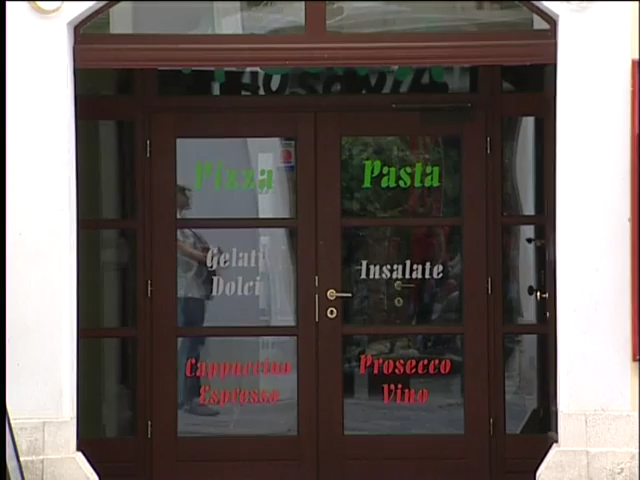 Pizza
Pasta
Gelati
Dolci
Insalate
Cappuccino
Espresso
Prosecco
Vino